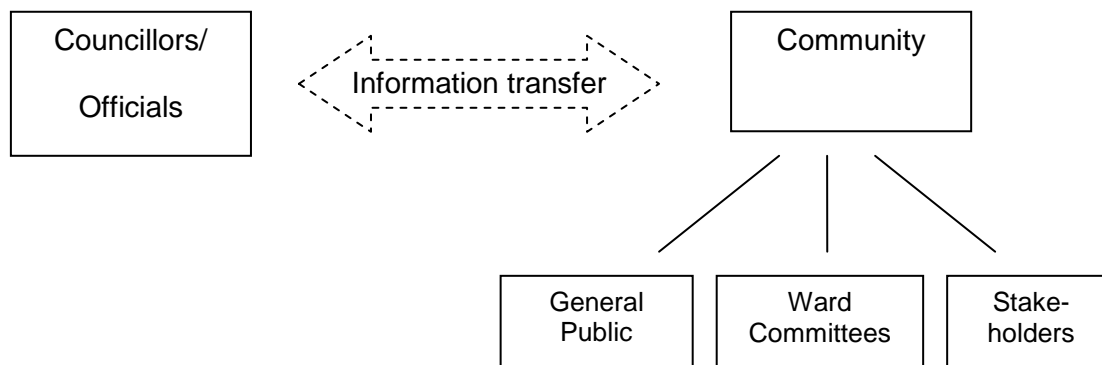 Councillors/
Officials
Information transfer
Community
General
Public
Ward
Committees
Stake-
holders